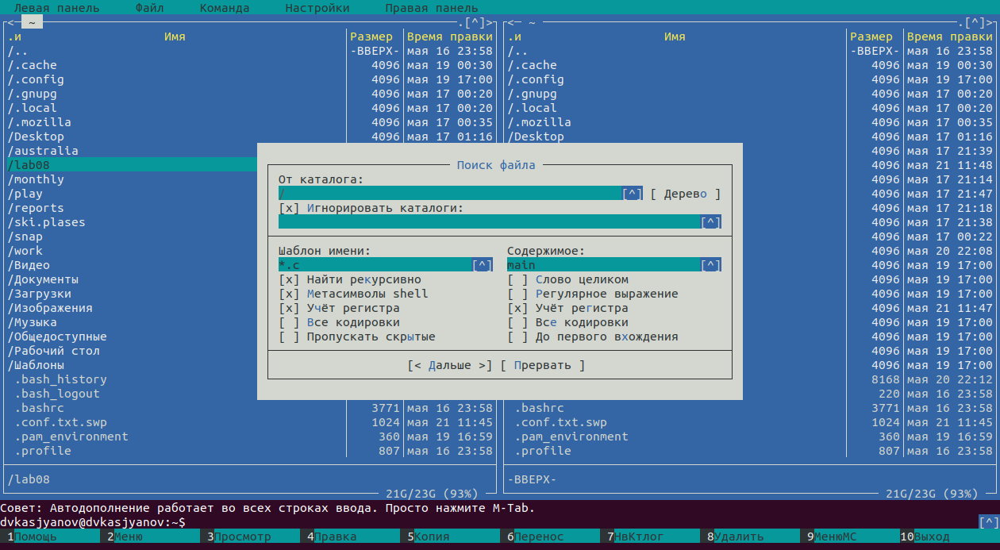 Левая панель Файл Команда Настройки Правая панель
<─ ~ .[^]> <─ ~ .[^]>
.и Имя Размер Время правки .и Имя Размер Время правки
/.. -ВВЕРХ- мая 16 23:58 /.. -ВВЕРХ- мая 16 23:58
/.cache 4096 мая 19 00:30 /.cache 4096 мая 19 00:30
/.config 4096 мая 19 17:00 /.config 4096 мая 19 17:00
/.gnupg 4096 мая 17 00:20 /.gnupg 4096 мая 17 00:20
/.local 4096 мая 17 00:20 /.local 4096 мая 17 00:20
/.mozilla 4096 мая 17 00:35 /.mozilla 4096 мая 17 00:35
/Desktop 4096 мая 17 01:16 /Desktop 4096 мая 17 01:16
/australia 4096 мая 17 21:39
/lab08 Поиск файла 4096 мая 21 11:48
/monthly От каталога: 4096 мая 17 21:14
/play / [^] [ Дерево ] 4096 мая 17 21:47
/reports [x] Игнорировать каталоги: 4096 мая 17 21:18
/ski.plases [^] 4096 мая 17 21:38
/snap 4096 мая 17 00:22
/work Шаблон имени: Содержимое: 4096 мая 20 22:08
/Видео *.c [^] main [^] 4096 мая 19 17:00
/Документы [x] Найти рекурсивно [ ] Слово целиком 4096 мая 19 17:00
/Загрузки [x] Метасимволы shell [ ] Регулярное выражение 4096 мая 19 17:00
/Изображения [x] Учёт регистра [x] Учёт регистра 4096 мая 21 11:47
/Музыка [ ] Все кодировки [ ] Все кодировки 4096 мая 19 17:00
/Общедоступные [ ] Пропускать скрытые [ ] До первого вхождения 4096 мая 19 17:00
/Рабочий стол 4096 мая 19 17:00
/Шаблоны [< Дальше >] [ Прервать ] 4096 мая 19 17:00
.bash_history 8168 мая 20 22:12
.bash_logout 220 мая 16 23:58
.bashrc 3771 мая 16 23:58 .bashrc 3771 мая 16 23:58
.conf.txt.swp 1024 мая 21 11:45 .conf.txt.swp 1024 мая 21 11:45
.pam_environment 360 мая 19 16:59 .pam_environment 360 мая 19 16:59
.profile 807 мая 16 23:58 .profile 807 мая 16 23:58
/lab08 -ВВЕРХ-
21G/23G (93%) 21G/23G (93%)
Совет: Автодополнение работает во всех строках ввода. Просто нажмите M-Tab.
dvkasjyanov@dvkasjyanov:~$ [^]
1Помощь 2Меню 3Просмотр 4Правка 5Копия 6Перенос 7НвКтлог 8Удалить 9МенюМС 10Выход